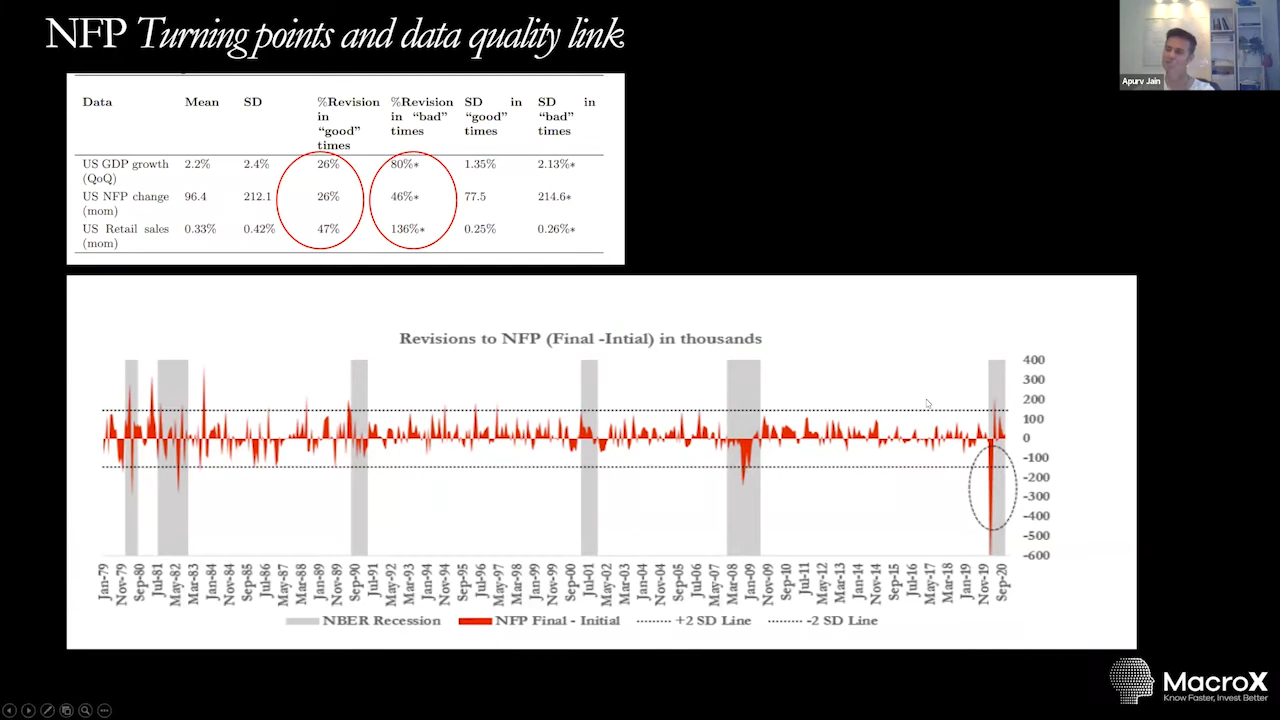 NFP Turning points and data quality link
Apurv Jain
Data Mean SD %Revision %Revision SD in SD in
in in "bad" "good" "bad"
"good" times times times
times
US GDP growth 2.2% 2.4% 26% 80%* 1.35% 2.13%*
(QoQ)
US NFP change 96.4 212.1 26% 46%* 77.5 214.6*
(mom)
US Retail sales 0.33% 0.42% 47% 136%* 0.25% 0.26%*
(mom)
Revisions to NFP (Final -Intial) in thousands
400
300
200
100
0
-100
-200
-300
-400
-500
-600
Jan-79 Nov-79 Sep-80 Jul-81 May-82 Mar-83 Jan-84 Nov-84 Sep-85 Jul-86 May-87 Mar-88 Jan-89 Nov-89 Sep-90 Jul-91 May-92 Mar-93 Jan-94 Nov-94 Sep-95 Jul-96 May-97 Mar-98 Jan-99 Nov-99 Sep-00 Jul-01 May-02 Mar-03 Jan-04 Nov-04 Sep-05 Jul-06 May-07 Mar-08 Jan-09 Nov-09 Sep-10 Jul-11 May-12 Mar-13 Jan-14 Nov-14 Sep-15 Jul-16 May-17 Mar-18 Jan-19 Nov-19 Sep-20
NBER Recession NFP Final - Initial +2 SD Line -2 SD Line
MacroX
Know Faster, Invest Better